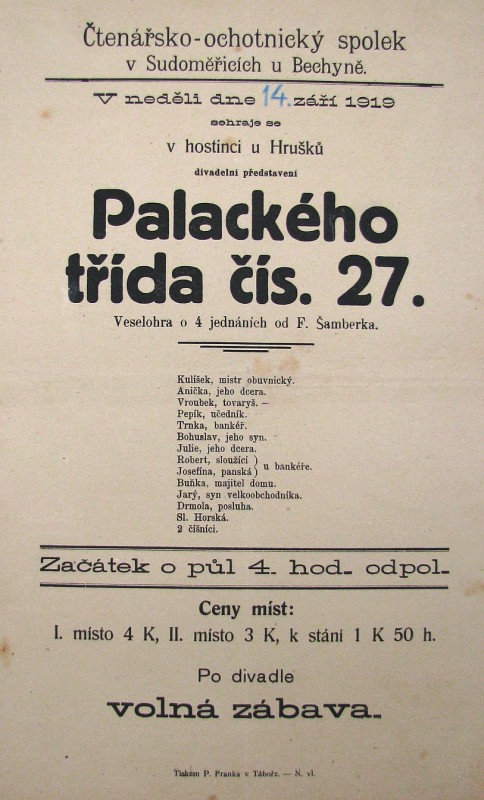 Čtenářsko-ochotnický spolek
v Sudoměřicích u Bechyně.
V neděli dne 14. září 1919
sehraje se
v hostinci u Hrušků
divadelní představení
Palackého
třída čís. 27.
Veselohra o 4 jednáních od F. Šamberka.
Kulíšek, mistr obuvnický.
Anička, jeho dcera.
Vroubek, tovaryš. —
Pepík, učedník.
Trnka, bankéř.
Bohuslav, jeho syn.
Julie, jeho dcera.
Robert, sloužící )
Josefína, panská ) u bankéře.
Buňka, majitel domu.
Jarý, syn velkoobchodníka.
Drmola, posluha.
Sl. Horská.
2 číšníci.
Začátek o půl 4. hod. odpol.
Ceny míst:
I. místo 4 K, II. místo 3 K, k stání 1 K 50 h.
Po divadle
volná zábava.
Tiskem P. Franka v Táboře. — N. vl.